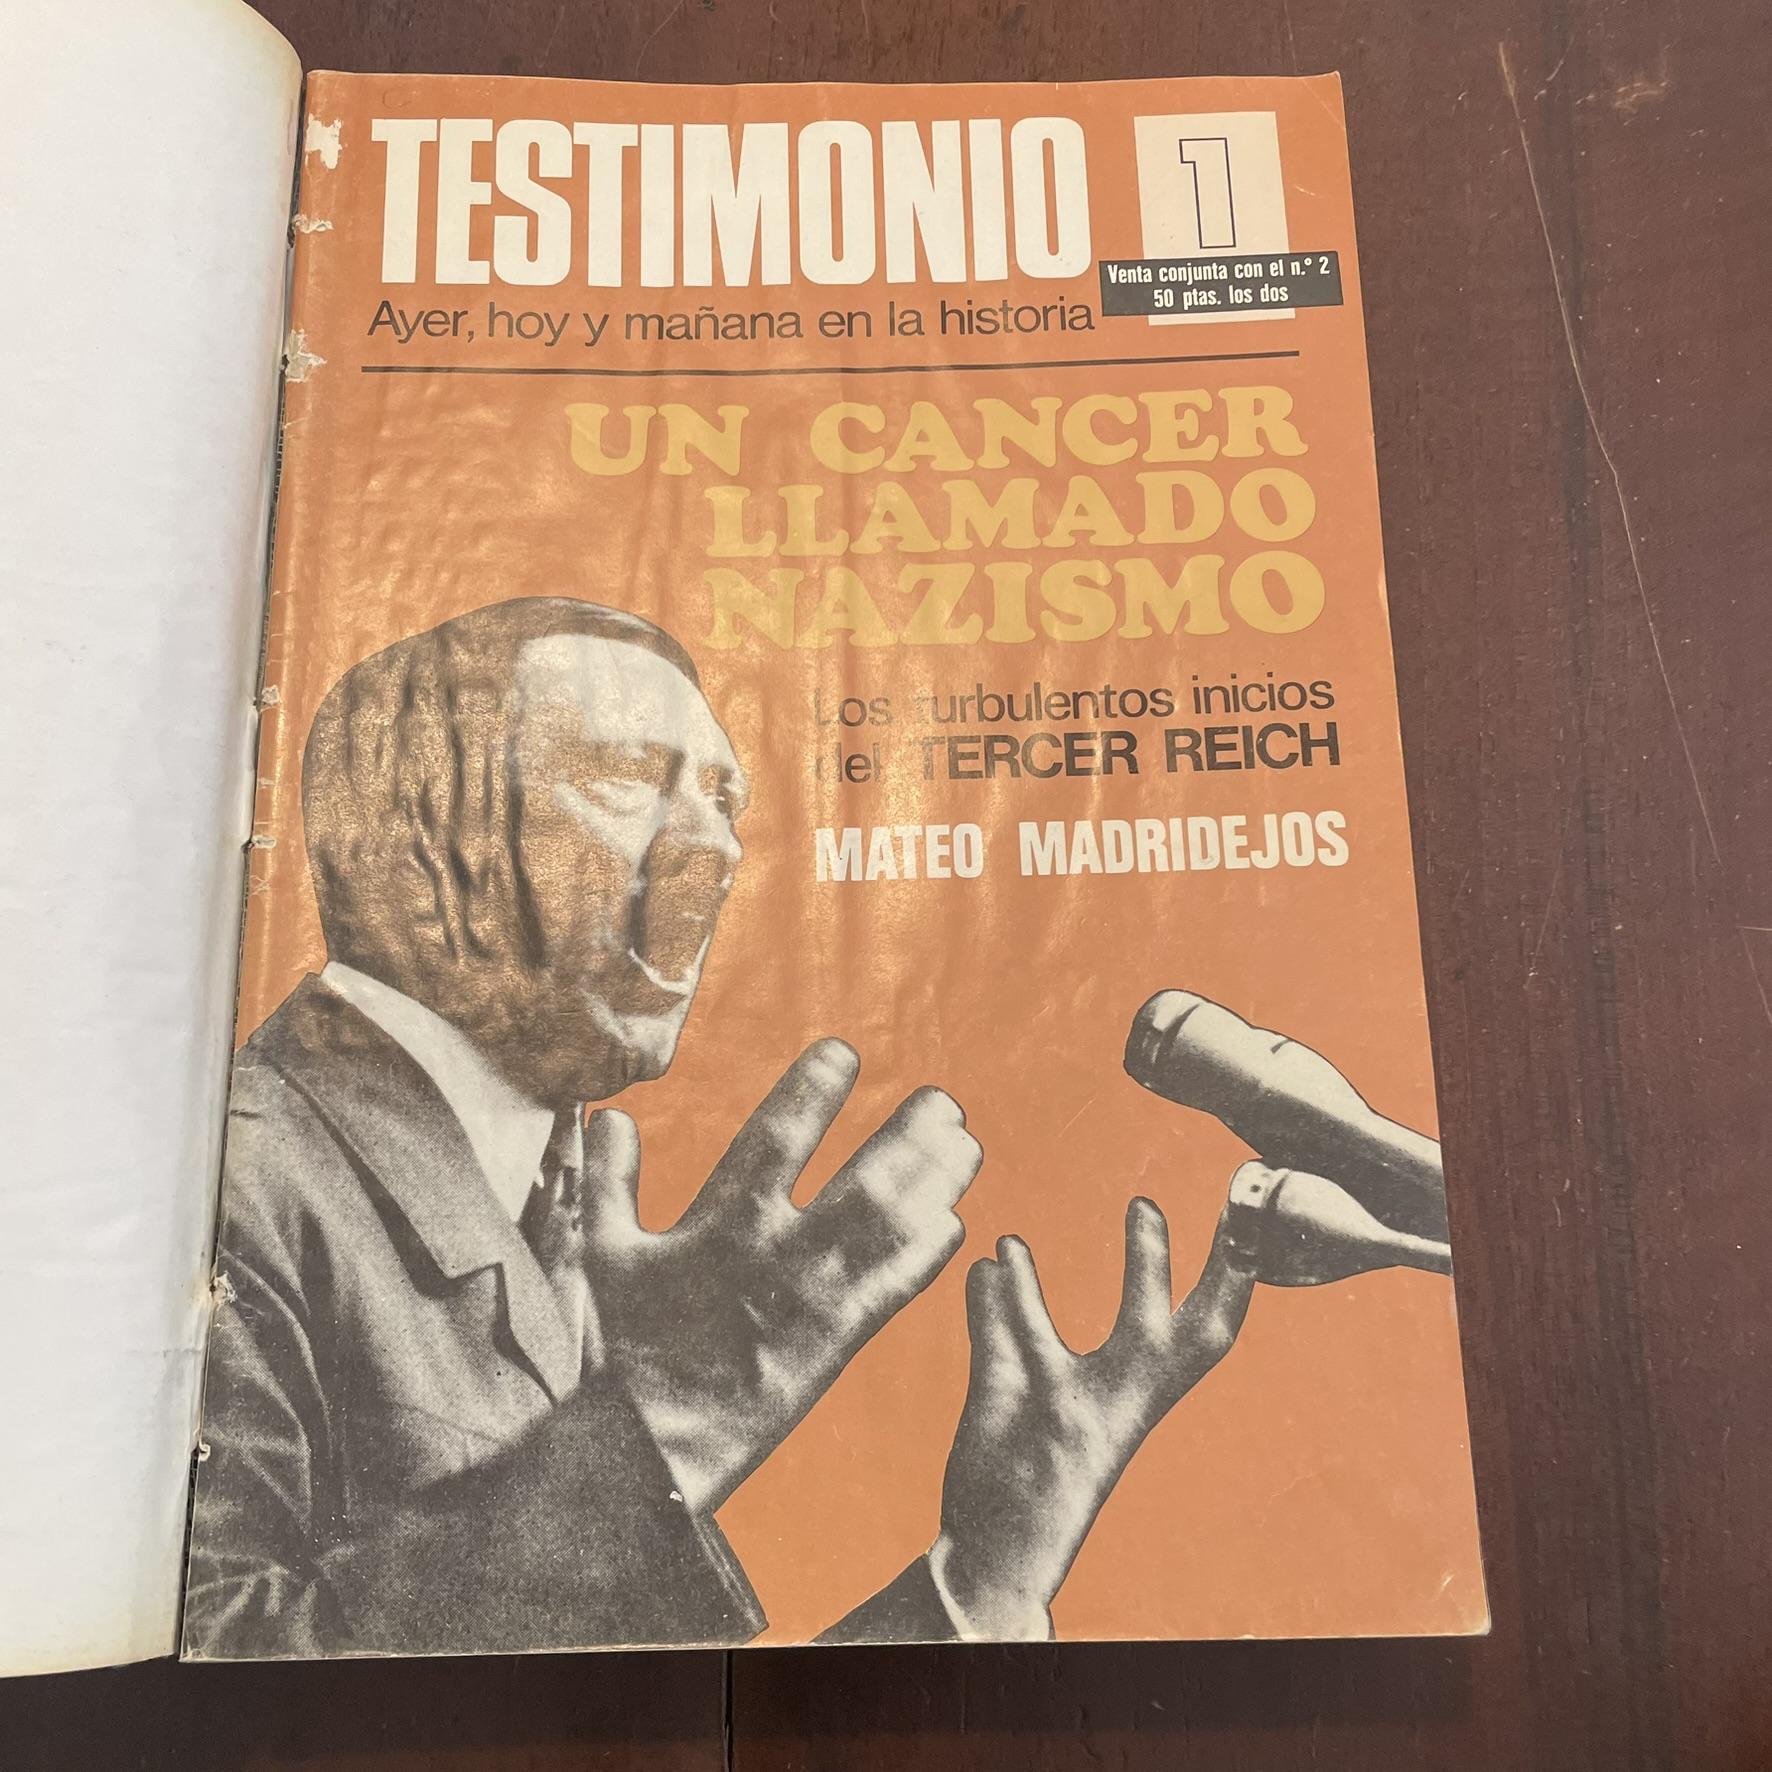 TESTIMONIO
1
Venta conjunta con el n.° 2
50 ptas. los dos
Ayer, hoy y mañana en la historia
UN CANCER
LLAMADO
NAZISMO
Los turbulentos inicios
del TERCER REICH
MATEO MADRIDEJOS